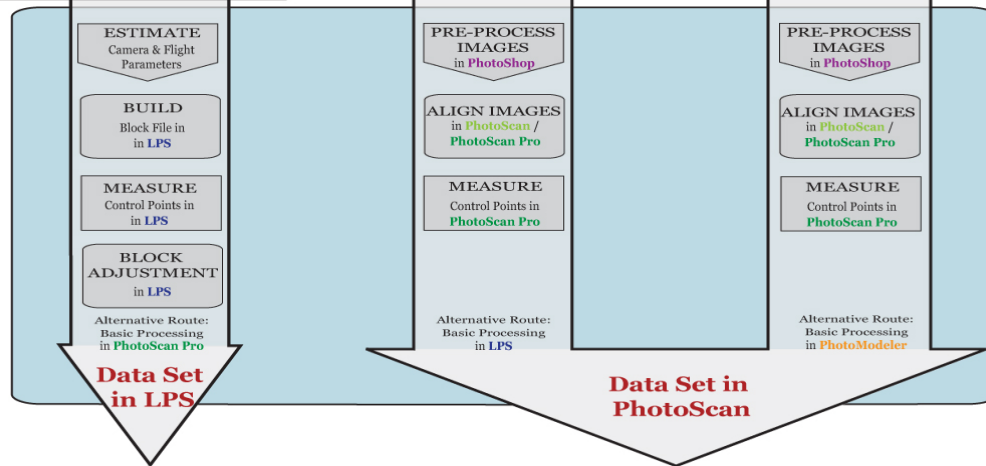 ESTIMATE
Camera & Flight
Parameters
BUILD
Block File in
in LPS
MEASURE
Control Points in
in LPS
BLOCK
ADJUSTMENT
in LPS
Alternative Route:
Basic Processing
in PhotoScan Pro
Data Set
in LPS
PRE-PROCESS
IMAGES
in PhotoShop
ALIGN IMAGES
in PhotoScan /
PhotoScan Pro
MEASURE
Control Points in
PhotoScan Pro
Alternative Route:
Basic Processing
in LPS
PRE-PROCESS
IMAGES
in PhotoShop
ALIGN IMAGES
in PhotoScan /
PhotoScan Pro
MEASURE
Control Points in
PhotoScan Pro
Alternative Route:
Basic Processing
in PhotoModeler
Data Set in
PhotoScan